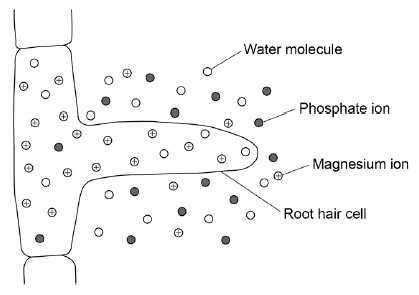 Water molecule
Phosphate ion
Magnesium ion
Root hair cell